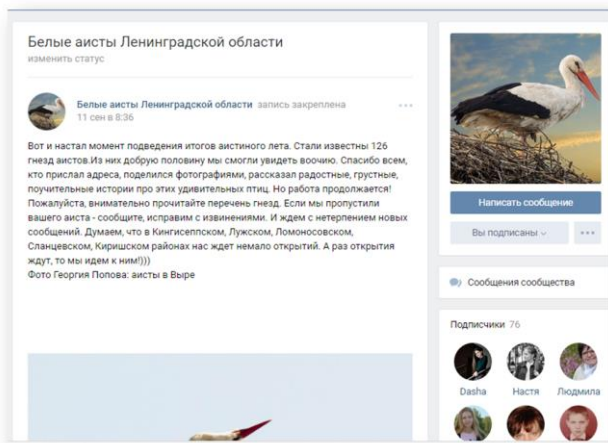 Белые аисты Ленинградской области
изменить статус
Белые аисты Ленинградской области запись закреплена
11 сен в 8:36
Вот и настал момент подведения итогов аистиного лета. Стали известны 126
гнезд аистов.Из них добрую половину мы смогли увидеть воочию. Спасибо всем,
кто прислал адреса, поделился фотографиями, рассказал радостные, грустные,
поучительные истории про этих удивительных птиц. Но работа продолжается!
Пожалуйста, внимательно прочитайте перечень гнезд. Если мы пропустили
вашего аиста - сообщите, исправим с извинениями. И ждем с нетерпением новых
сообщений. Думаем, что в Кингисеппском, Лужском, Ломоносовском,
Сланцевском, Киришском районах нас ждет немало открытий. А раз открытия
ждут, то мы идем к ним!)))
Фото Георгия Попова: аисты в Выре
Написать сообщение
Вы подписаны
Сообщения сообщества
Подписчики 76
Dasha Настя Людмила